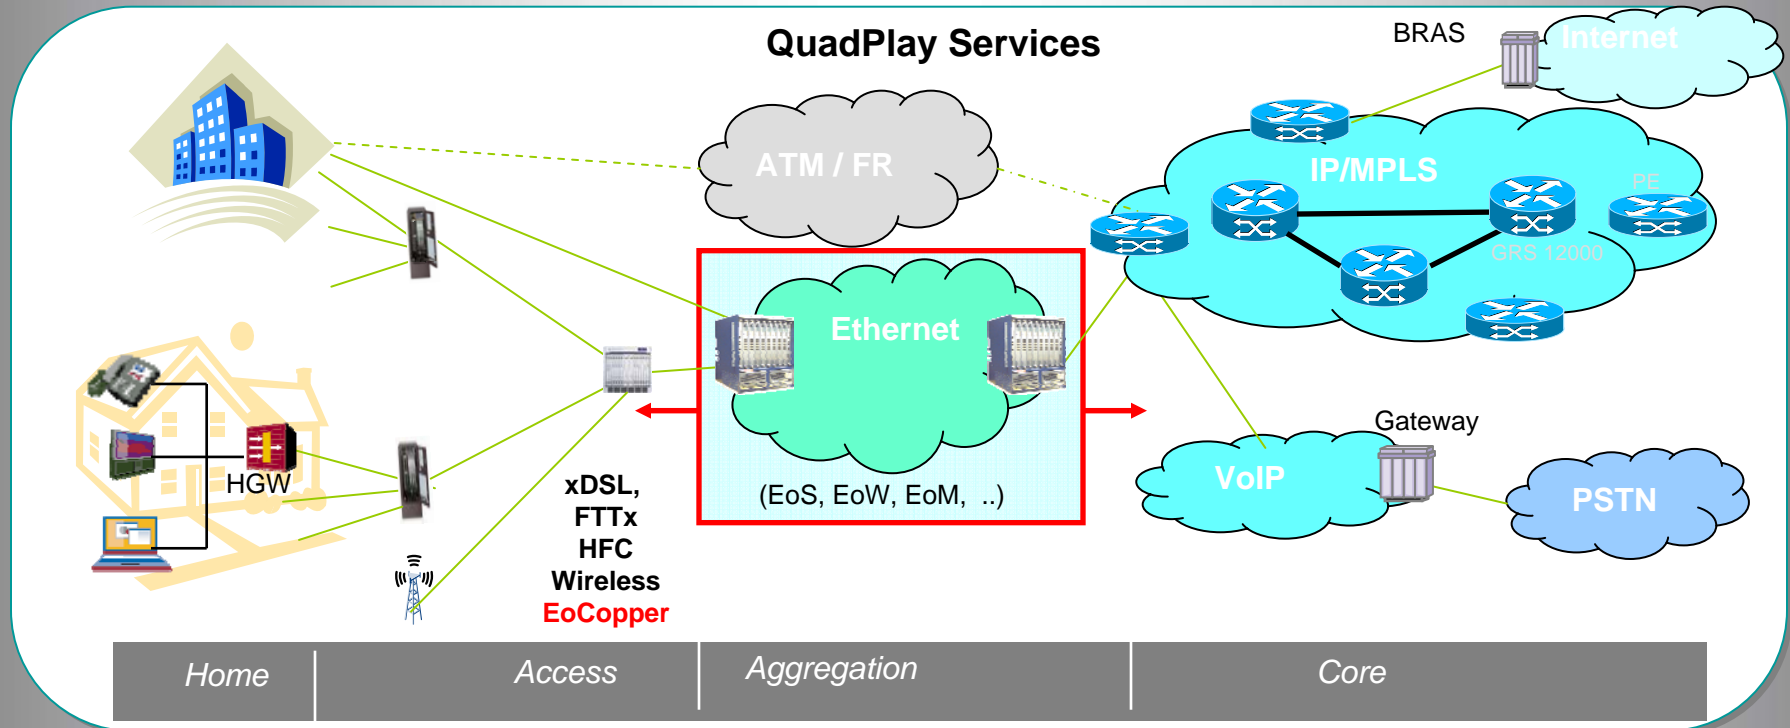 QuadPlay Services
BRAS
Internet
ATM / FR
IP/MPLS
PE
GRS 12000
Ethernet
(EoS, EoW, EoM,  ..)
HGW
xDSL,
FTTx
HFC
Wireless
EoCopper
Gateway
VoIP
PSTN
Home
Access
Aggregation
Core